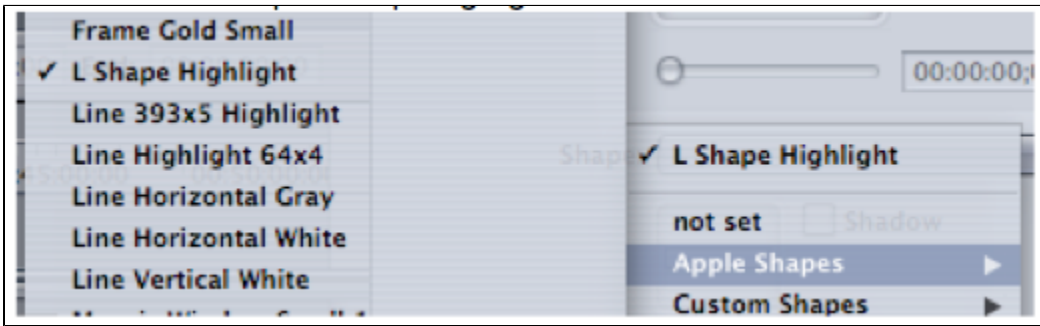 Frame Gold Small
✓ L Shape Highlight
Line 393x5 Highlight
Line Highlight 64x4
Line Horizontal Gray
Line Horizontal White
Line Vertical White
00:00:00;
Shape
✓ L Shape Highlight
not set
Shadow
Apple Shapes
Custom Shapes